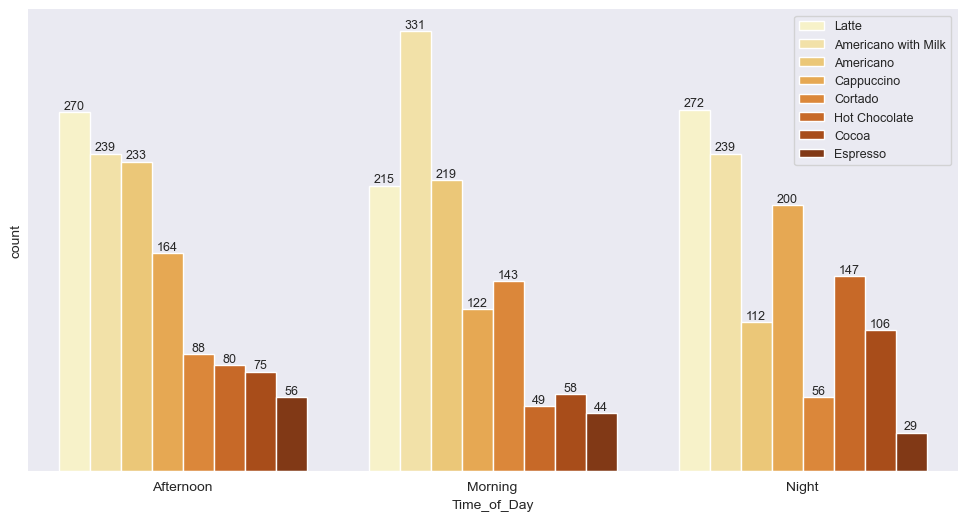 331
Latte
Americano with Milk
Americano
Cappuccino
Cortado
Hot Chocolate
Cocoa
Espresso
270
239
233
164
88
80
75
56
215
219
122
143
49
58
44
272
239
112
200
56
147
106
29
count
Afternoon
Morning
Night
Time_of_Day